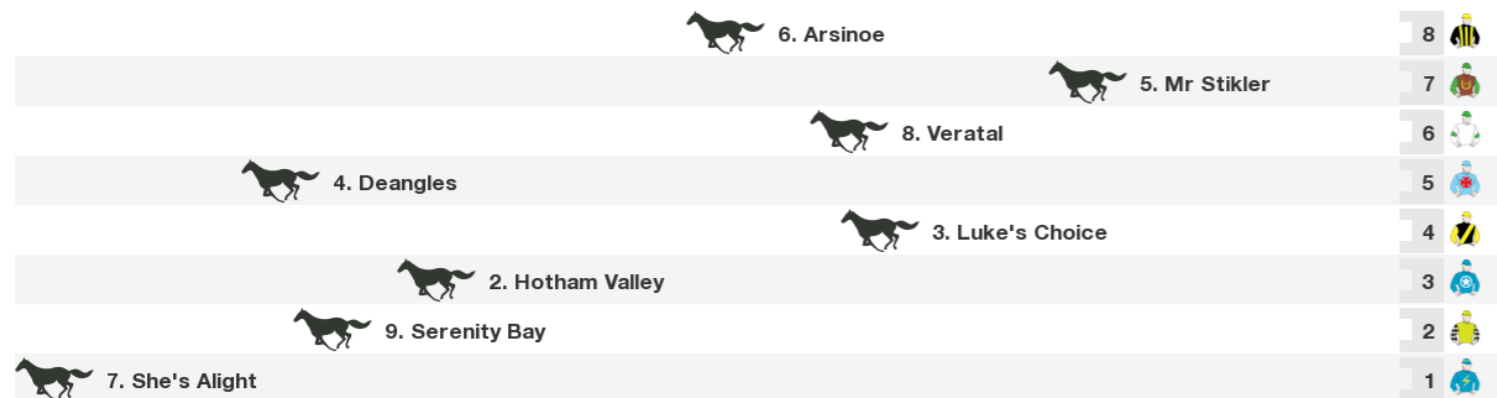 6. Arsinoe 8
5. Mr Stikler 7
8. Veratal 6
4. Deangles 5
3. Luke's Choice 4
2. Hotham Valley 3
9. Serenity Bay 2
7. She's Alight 1